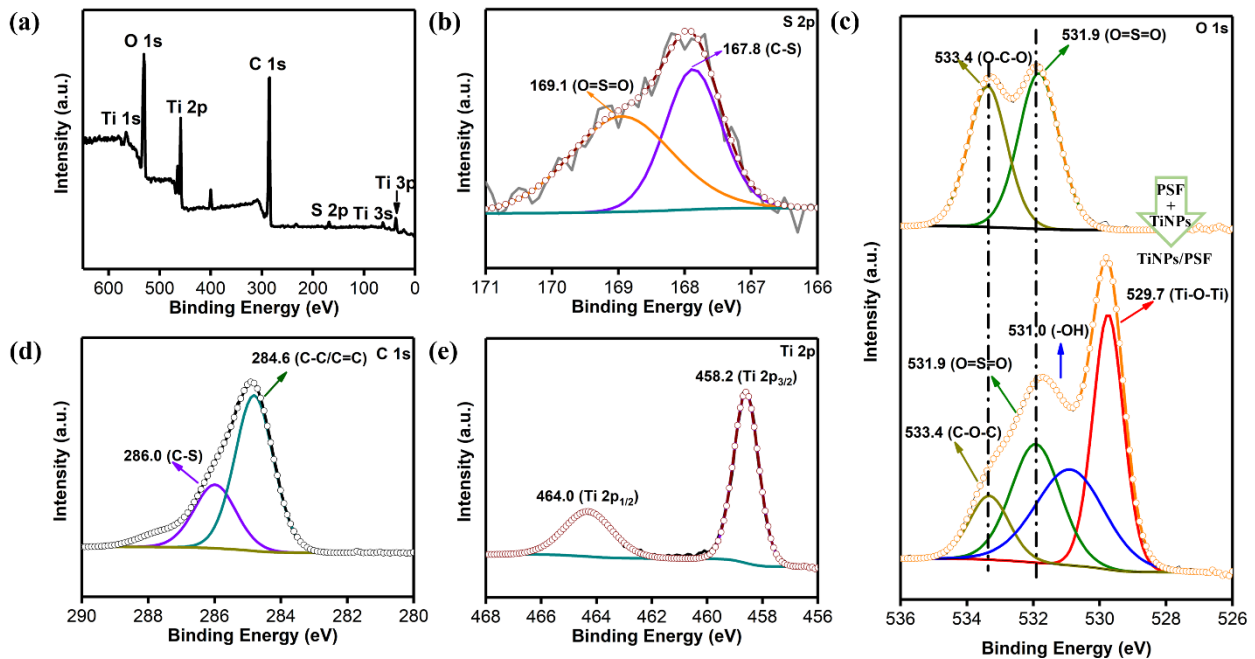 (a)
O 1s
C 1s
Ti 1s
Ti 2p
S 2p
Ti 3s
Ti 3p
Intensity (a.u.)
600 500 400 300 200 100 0
Binding Energy (eV)
(b)
S 2p
167.8 (C-S)
169.1 (O=S=O)
Intensity (a.u.)
171 170 169 168 167 166
Binding Energy (eV)
(c)
O 1s
531.9 (O=S=O)
533.4 (O-C-O)
PSF
+
TiNPs
TiNPs/PSF
529.7 (Ti-O-Ti)
531.0 (-OH)
531.9 (O=S=O)
533.4 (C-O-C)
Intensity (a.u.)
Intensity (a.u.)
536 534 532 530 528 526
Binding Energy (eV)
(d)
C 1s
284.6 (C-C/C=C)
286.0 (C-S)
Intensity (a.u.)
290 288 286 284 282 280
Binding Energy (eV)
(e)
Ti 2p
458.2 (Ti 2p3/2)
464.0 (Ti 2p1/2)
Intensity (a.u.)
468 466 464 462 460 458 456
Binding Energy (eV)